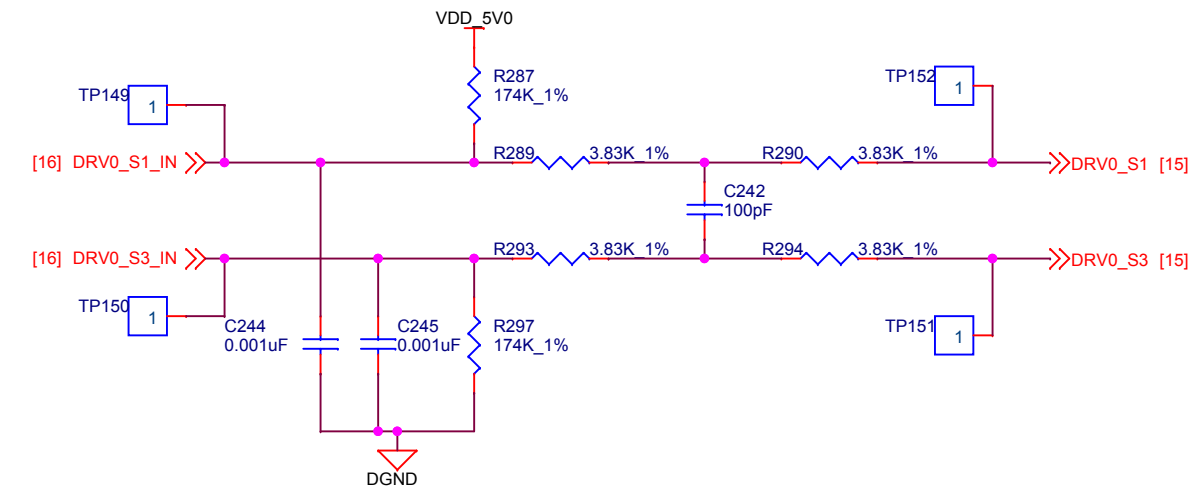 VDD_5V0
R287
174K_1%
TP149
1
TP152
1
[16] DRV0_S1_IN
R289
3.83K_1%
R290
3.83K_1%
DRV0_S1 [15]
C242
100pF
[16] DRV0_S3_IN
R293
3.83K_1%
R294
3.83K_1%
DRV0_S3 [15]
TP150
1
C244
0.001uF
C245
0.001uF
R297
174K_1%
TP151
1
DGND